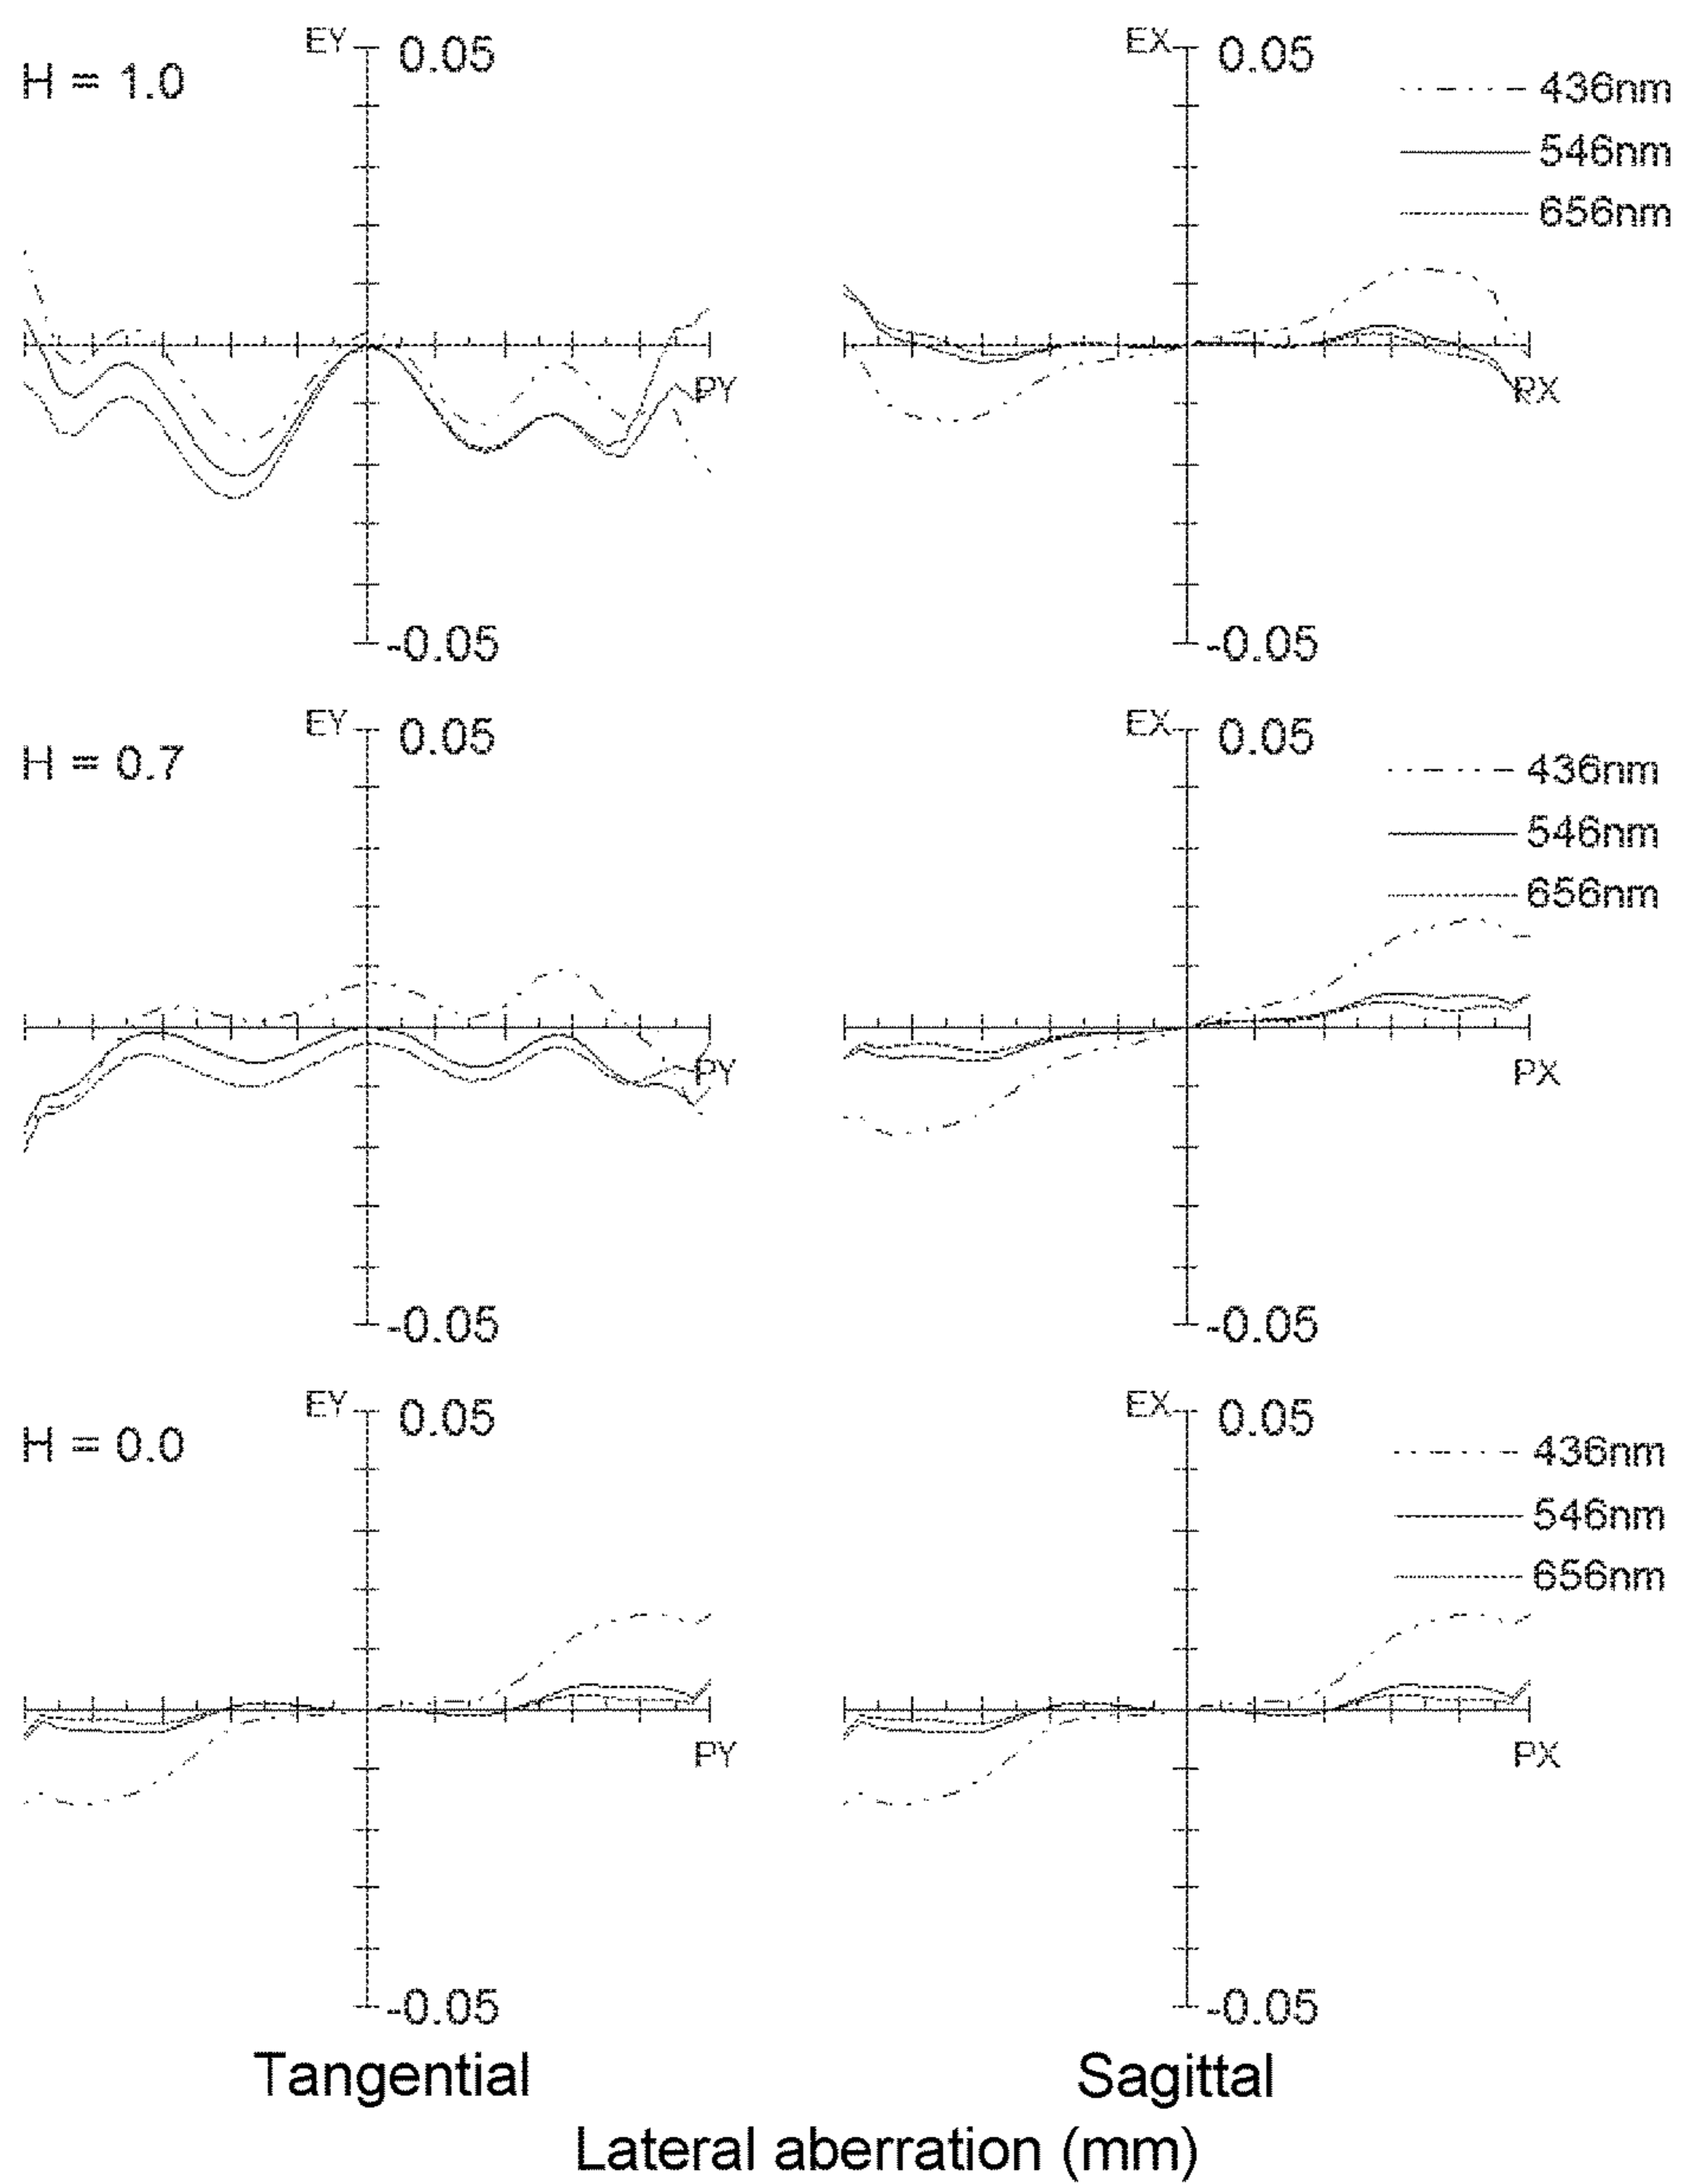 H = 1.0
EY
0.05
EX
0.05
436nm
546nm
656nm
PY
PX
-0.05
-0.05
H = 0.7
EY
0.05
EX
0.05
436nm
546nm
656nm
PY
PX
-0.05
-0.05
H = 0.0
EY
0.05
EX
0.05
436nm
546nm
656nm
PY
PX
-0.05
-0.05
Tangential
Sagittal
Lateral aberration (mm)